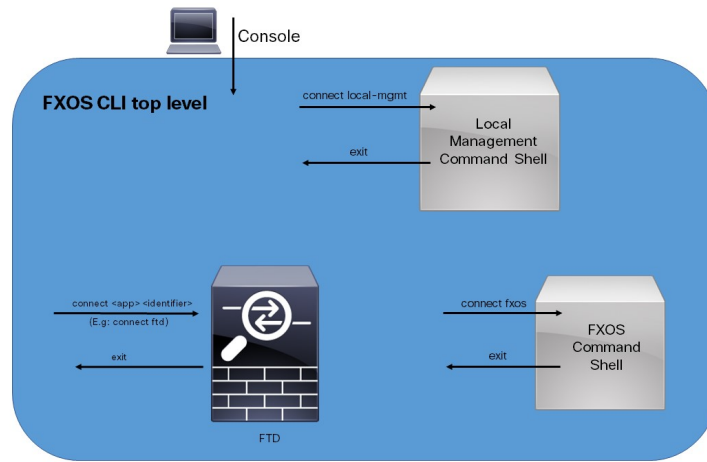 Console
FXOS CLI top level
connect local-mgmt
Local
Management
Command Shell
exit
connect <app> <identifier>
(E.g: connect ftd)
exit
FTD
connect fxos
FXOS
Command
Shell
exit